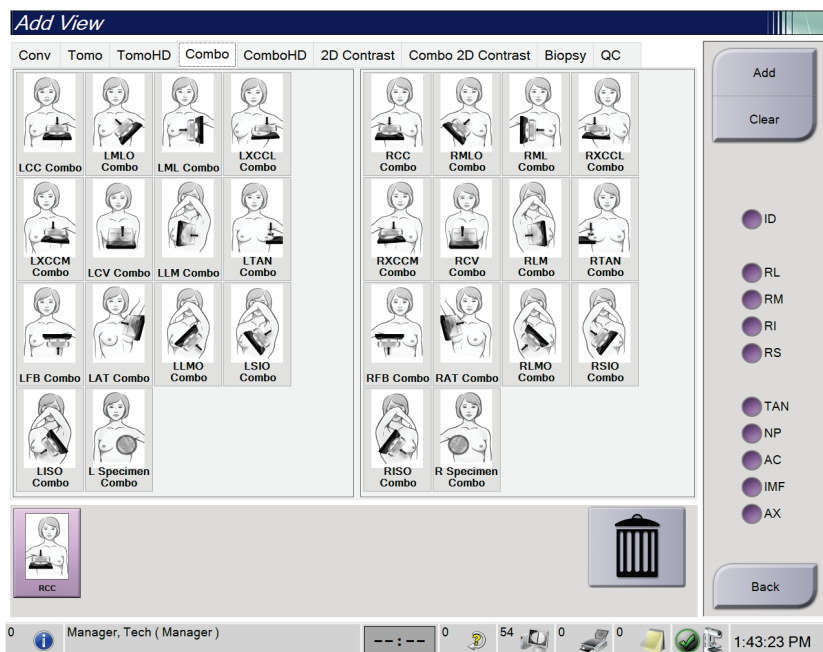 Add View
Conv Tomo TomoHD Combo ComboHD 2D Contrast Combo 2D Contrast Biopsy QC
Add
Clear
LCC Combo
LMLO
Combo
LML Combo
LXCCL
Combo
RCC
Combo
RMLO
Combo
RML
Combo
RXCCL
Combo
LXCCM
Combo
LCV Combo
LLM Combo
LTAN
Combo
RXCCM
Combo
RCV
Combo
RLM
Combo
RTAN
Combo
LFB Combo
LAT Combo
LLMO
Combo
LSIO
Combo
RFB Combo
RAT Combo
RLMO
Combo
RSIO
Combo
LISO
Combo
L Specimen
Combo
RISO
Combo
R Specimen
Combo
ID
RL
RM
RI
RS
TAN
NP
AC
IMF
AX
RCC
Back
0
Manager, Tech ( Manager )
--:--
0
54
0
0
1:43:23 PM